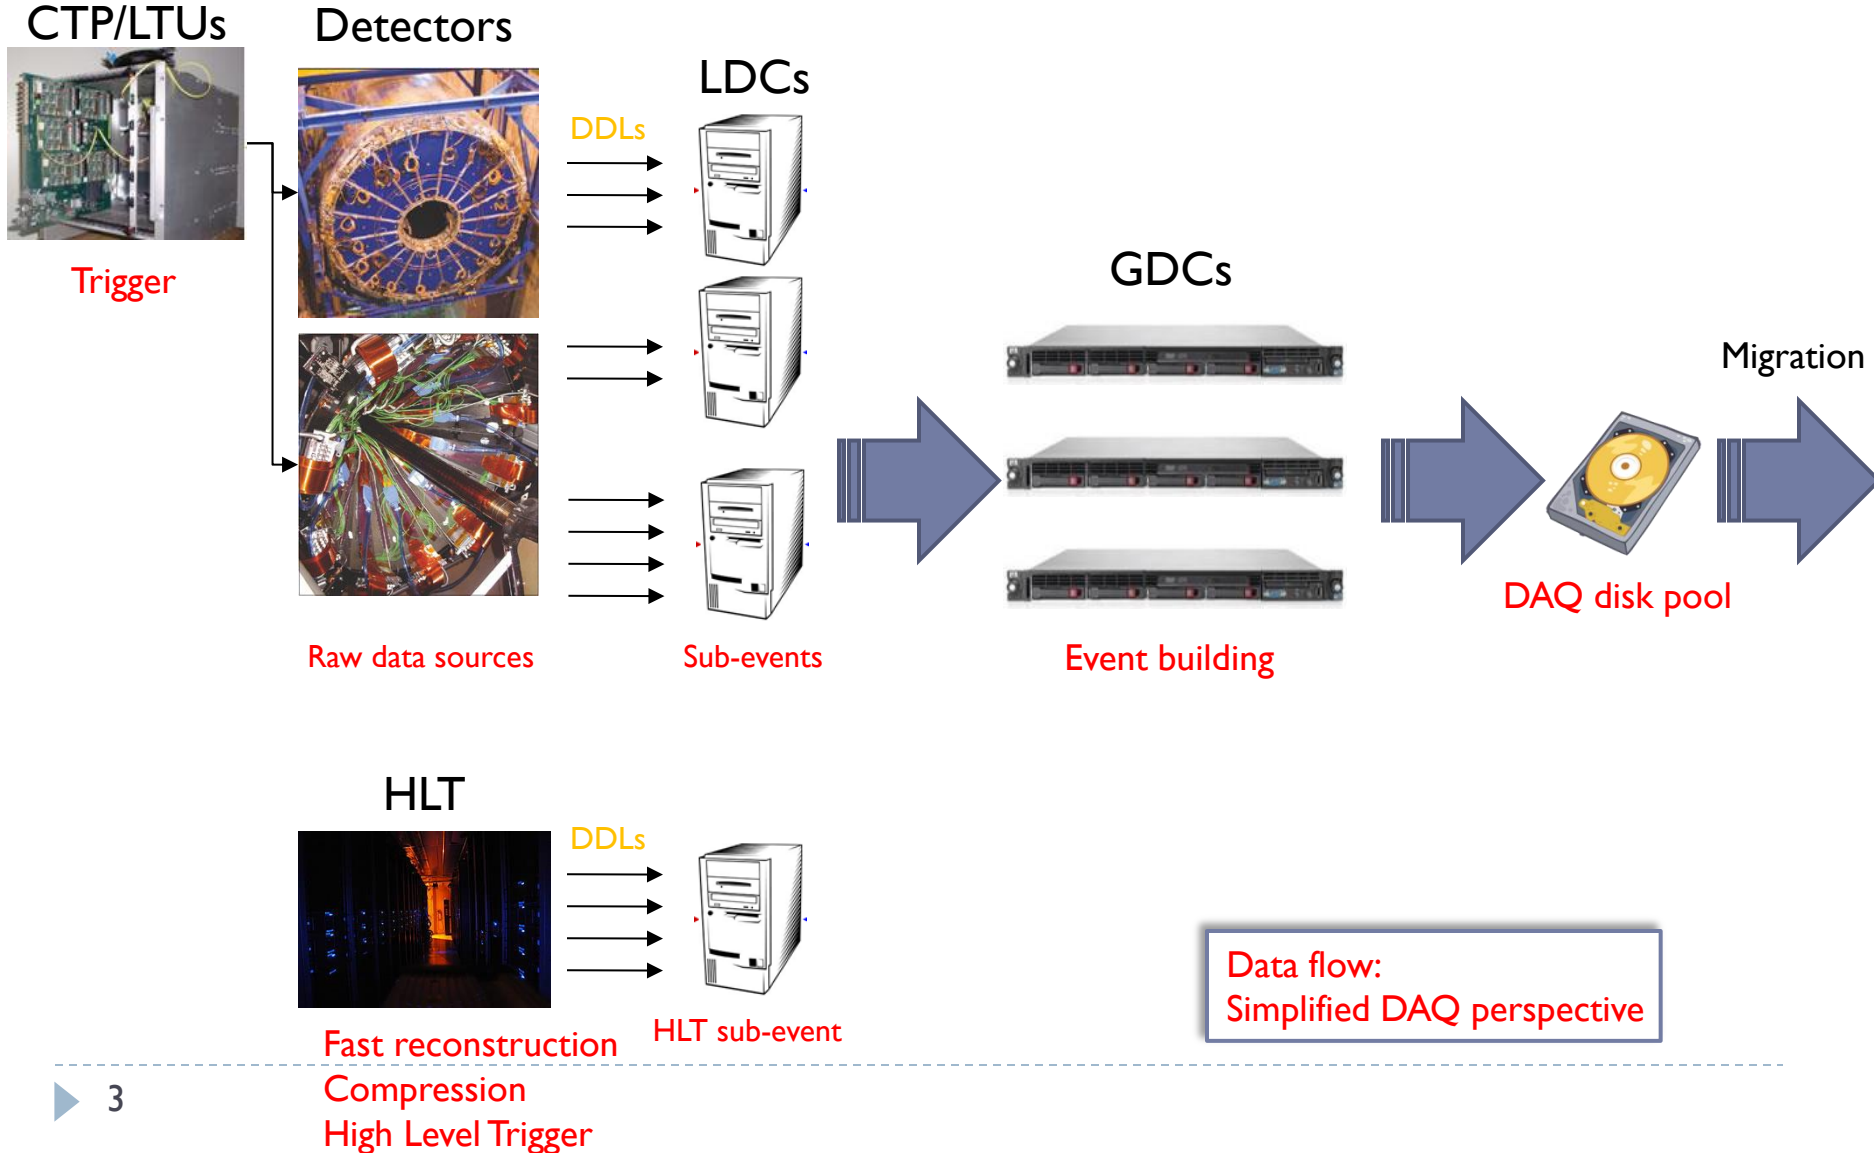 CTP/LTUs
Detectors
LDCs
DDLs
Trigger
GDCs
Migration
DAQ disk pool
Raw data sources
Sub-events
Event building
HLT
DDLs
Data flow:
Simplified DAQ perspective
HLT sub-event
Fast reconstruction
Compression
High Level Trigger
3